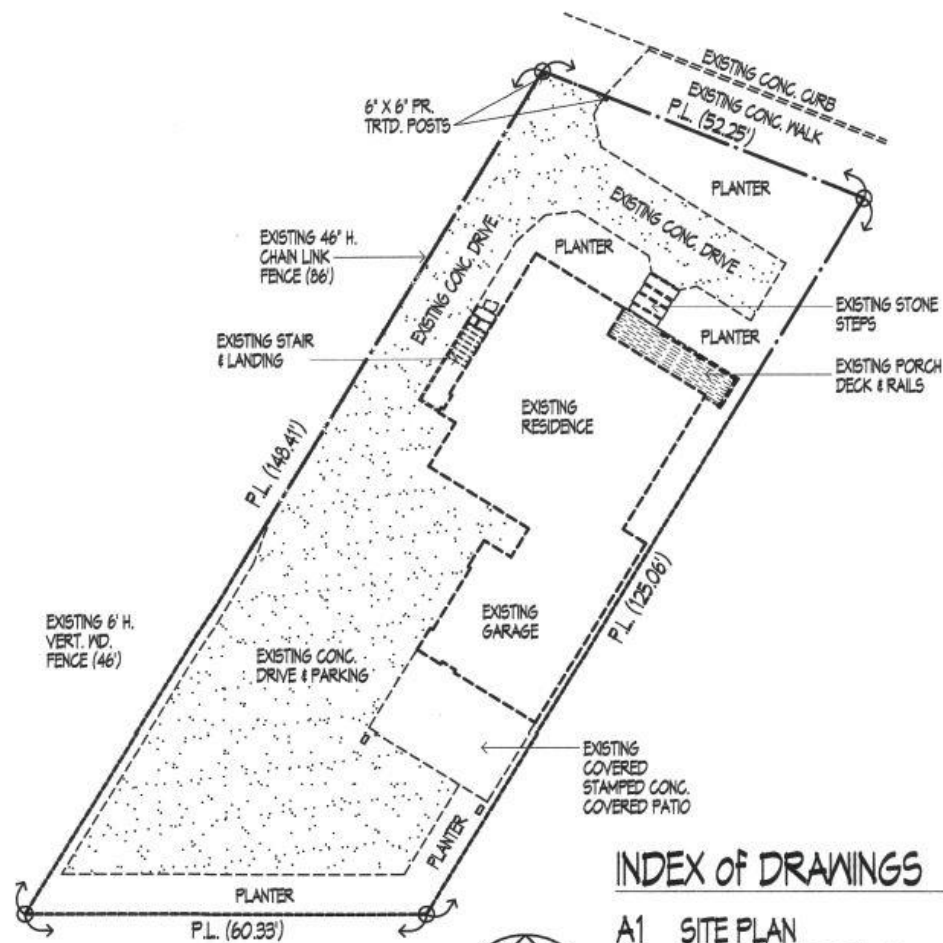 EXISTING CONC. CURB
EXISTING CONC. WALK
P.L. (52.25')
6" X 6" PR.
TRTD. POSTS
PLANTER
EXISTING CONC. DRIVE
EXISTING 46" H.
CHAIN LINK
FENCE (86')
EXISTING CONC. DRIVE
PLANTER
EXISTING STONE
STEPS
EXISTING STAIR
& LANDING
PLANTER
EXISTING PORCH
DECK & RAILS
EXISTING
RESIDENCE
P.L. (148.41')
P.L. (125.06')
EXISTING 6' H.
VERT. WD.
FENCE (46')
EXISTING
GARAGE
EXISTING CONC.
DRIVE & PARKING
EXISTING
COVERED
STAMPED CONC.
COVERED PATIO
PLANTER
PLANTER
P.L. (60.33')
INDEX of DRAWINGS
A1 SITE PLAN